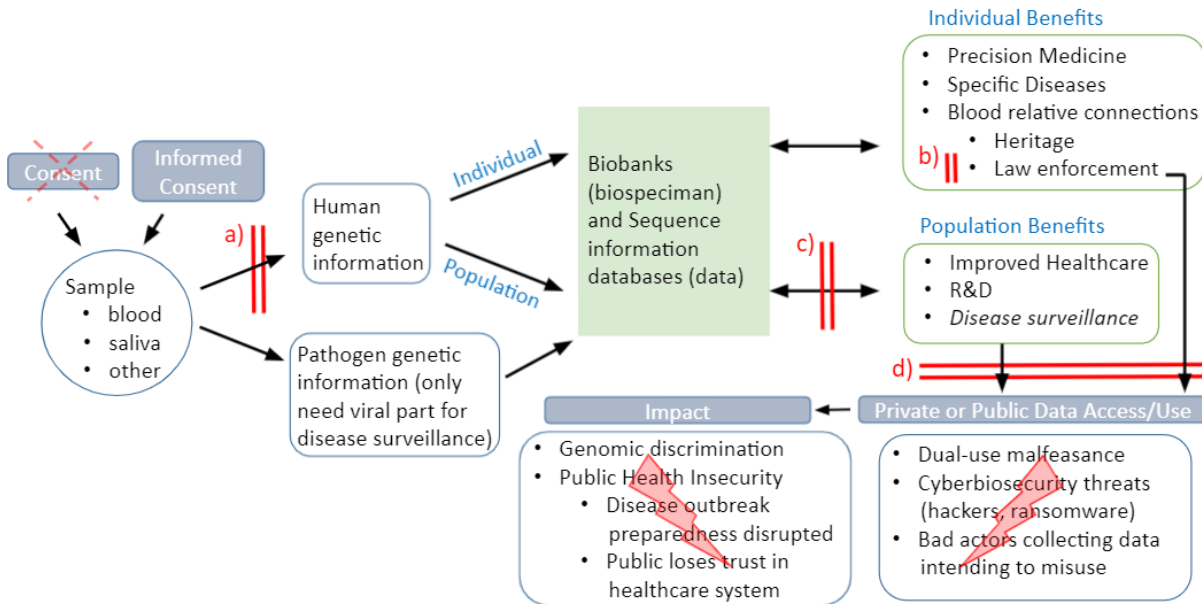 Consent
Informed
Consent
Sample
• blood
• saliva
• other
a)
Human
genetic
information
Individual
Population
Pathogen genetic
information (only
need viral part for
disease surveillance)
Biobanks
(biospeciman)
and Sequence
information
databases (data)
Individual Benefits
• Precision Medicine
• Specific Diseases
• Blood relative connections
• Heritage
b)
• Law enforcement
c)
Population Benefits
• Improved Healthcare
• R&D
• Disease surveillance
d)
Impact
• Genomic discrimination
• Public Health Insecurity
• Disease outbreak
preparedness disrupted
• Public loses trust in
healthcare system
Private or Public Data Access/Use
• Dual-use malfeasance
• Cyberbiosecurity threats
(hackers, ransomware)
• Bad actors collecting data
intending to misuse